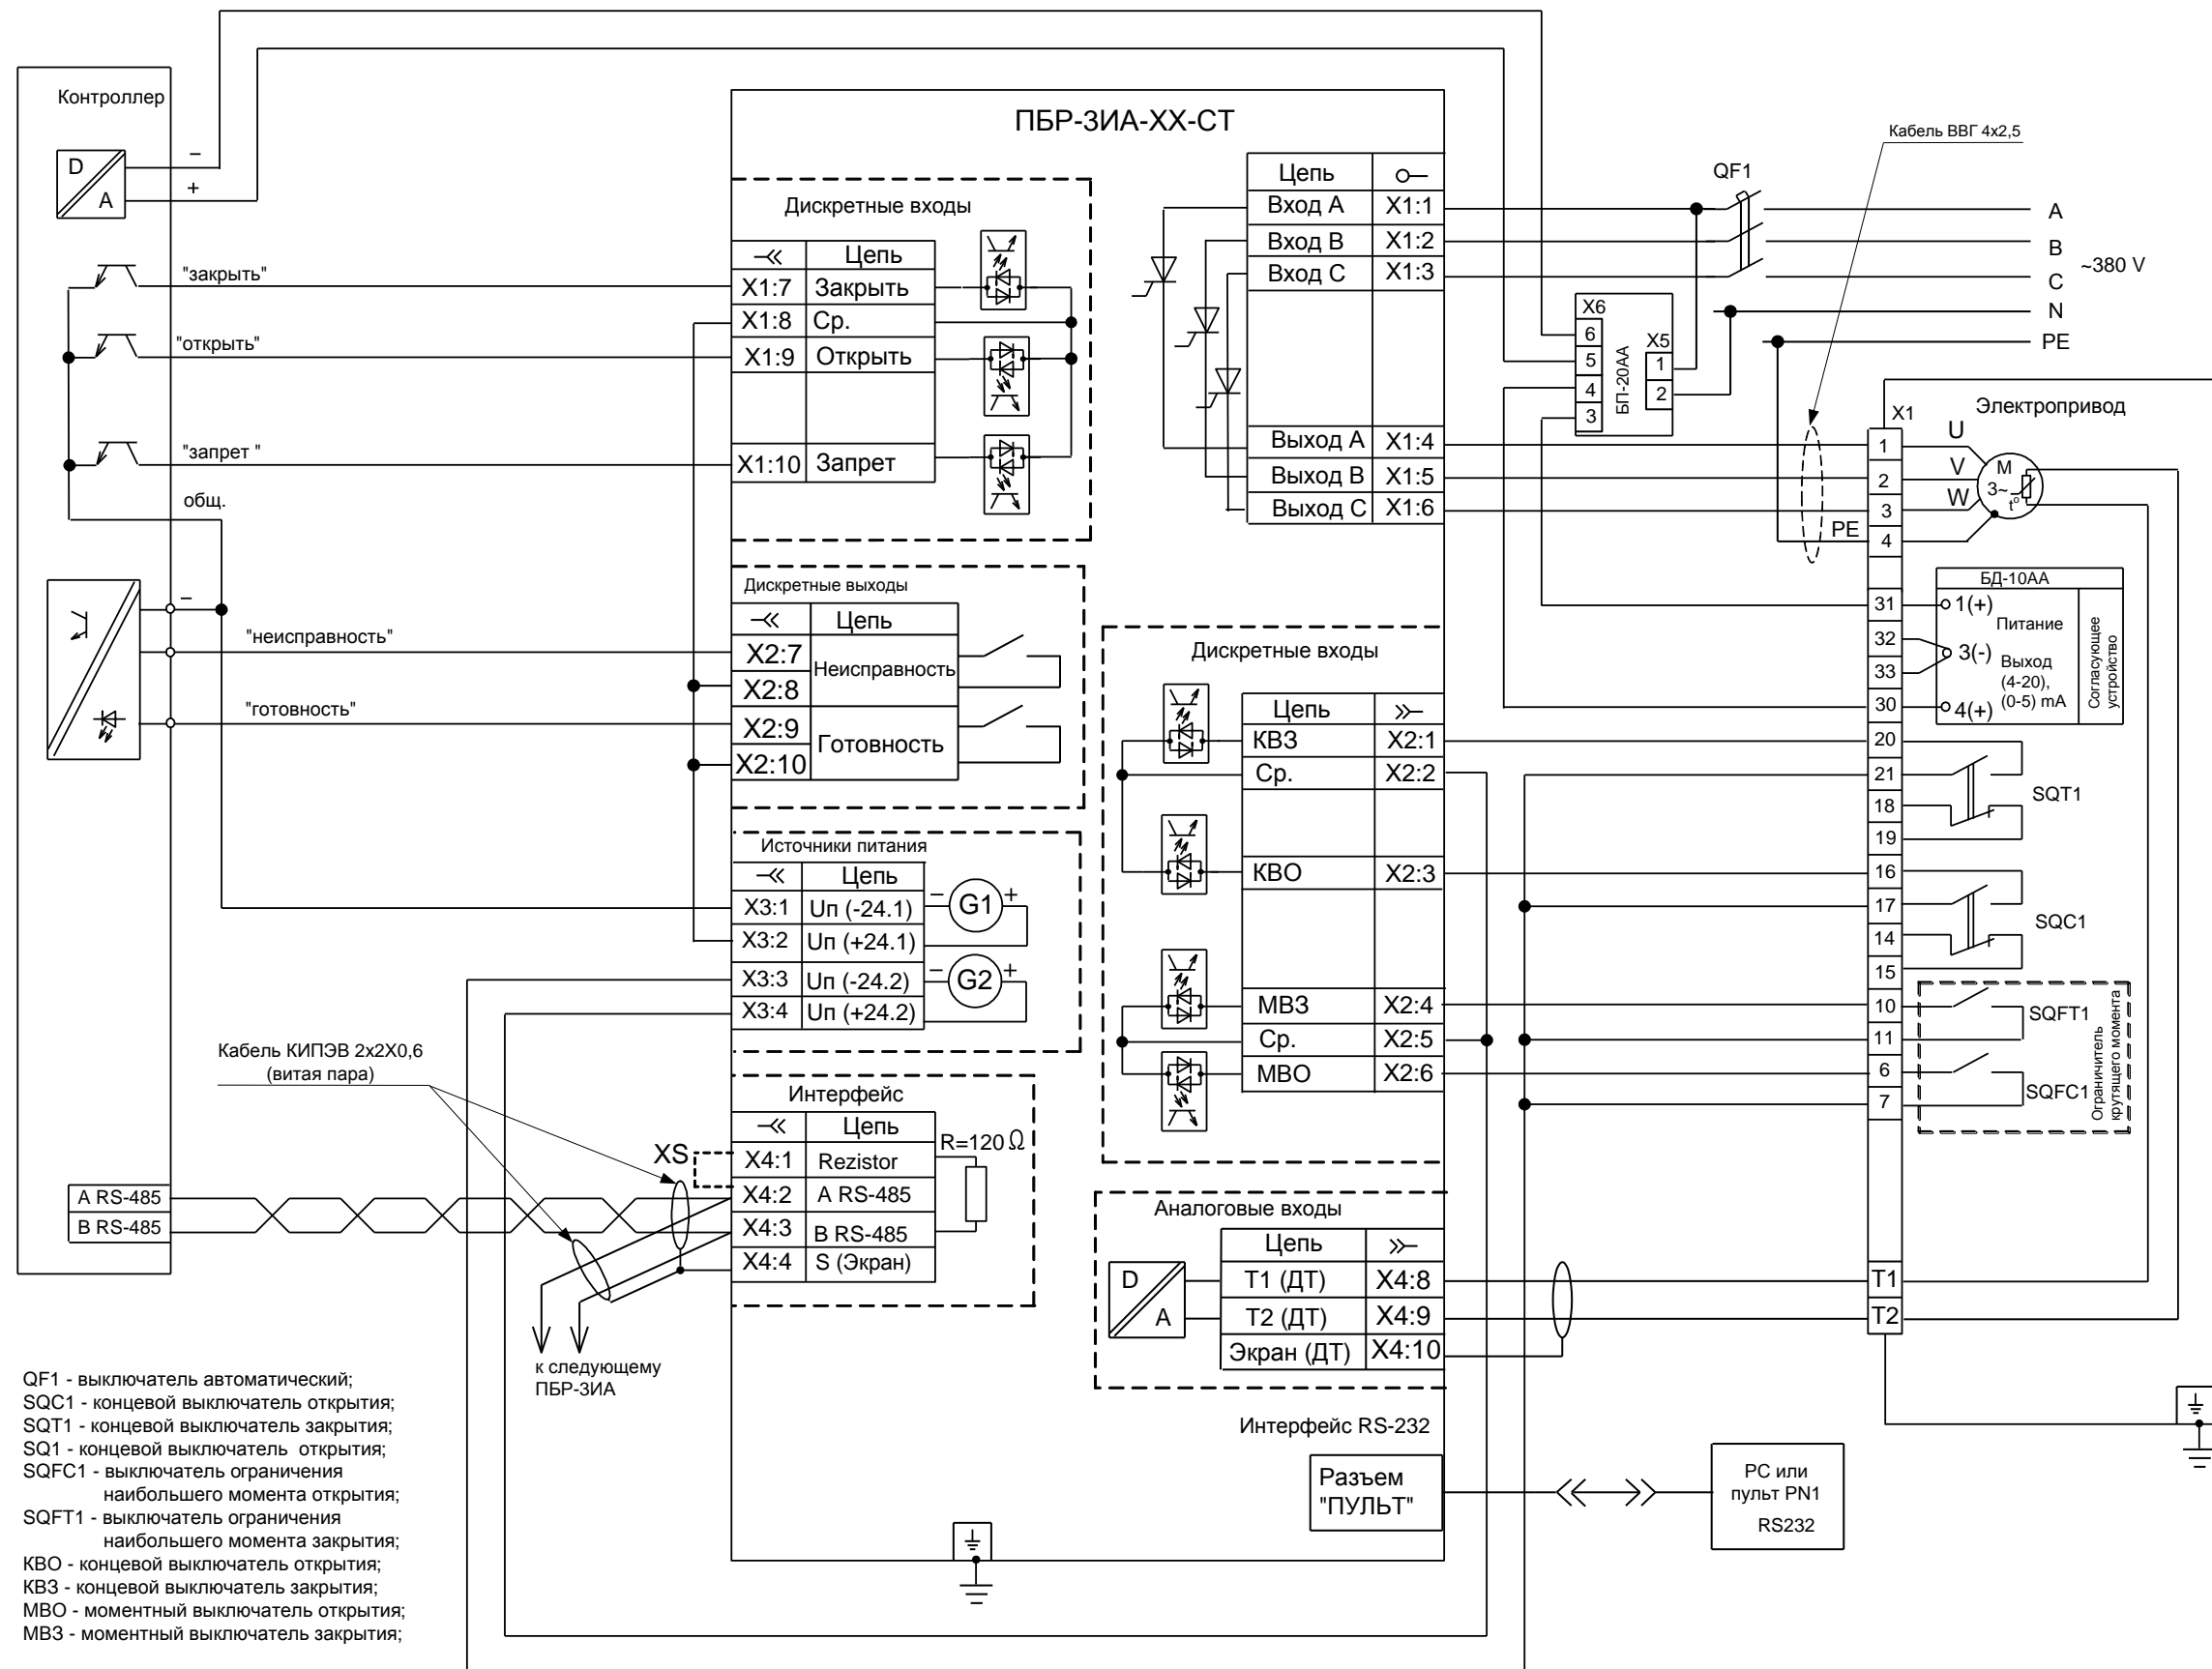 ПБР-3ИА-ХХ-СТ
Контроллер
D
A
–
+
"закрыть"
"открыть"
"запрет "
общ.
–
"неисправность"
"готовность"
A RS-485
B RS-485
Дискретные входы
Цепь
X1:7 Закрыть
X1:8 Ср.
X1:9 Открыть
X1:10 Запрет
Дискретные выходы
Цепь
X2:7
Неисправность
X2:8
X2:9
Готовность
X2:10
Источники питания
Цепь
X3:1 Uп (-24.1)
– G1 +
X3:2 Uп (+24.1)
X3:3 Uп (-24.2)
– G2 +
X3:4 Uп (+24.2)
Кабель КИПЭВ 2х2Х0,6
(витая пара)
Интерфейс
Цепь
R=120 Ω
XS
X4:1 Rezistor
X4:2 A RS-485
X4:3 B RS-485
X4:4 S (Экран)
к следующему
ПБР-3ИА
Цепь
Вход А X1:1
Вход В X1:2
Вход С X1:3
Выход А X1:4
Выход В X1:5
Выход С X1:6
Дискретные входы
Цепь
КВЗ X2:1
Ср. X2:2
КВО X2:3
МВЗ X2:4
Ср. X2:5
МВО X2:6
Аналоговые входы
Цепь
D
A
T1 (ДТ) X4:8
T2 (ДТ) X4:9
Экран (ДТ) X4:10
Интерфейс RS-232
Разъем
"ПУЛЬТ"
PC или
пульт PN1
RS232
QF1
Кабель ВВГ 4х2,5
A
B
C
~380 V
N
PE
X6
6
5
4
3
БП-20АА
X5
1
2
X1
Электропривод
1
2
3
4
31
32
33
30
20
21
18
19
16
17
14
15
10
11
6
7
T1
T2
U
V
W
PE
M
3~
t°
БД-10АА
1(+)
Питание
3(-)
Выход
(4-20),
(0-5) mA
4(+)
Согласующее
устройство
SQT1
SQC1
SQFT1
SQFC1
Ограничитель
крутящего момента
QF1 - выключатель автоматический;
SQC1 - концевой выключатель открытия;
SQT1 - концевой выключатель закрытия;
SQ1 - концевой выключатель открытия;
SQFC1 - выключатель ограничения
наибольшего момента открытия;
SQFT1 - выключатель ограничения
наибольшего момента закрытия;
КВО - концевой выключатель открытия;
КВЗ - концевой выключатель закрытия;
МВО - моментный выключатель открытия;
МВЗ - моментный выключатель закрытия;